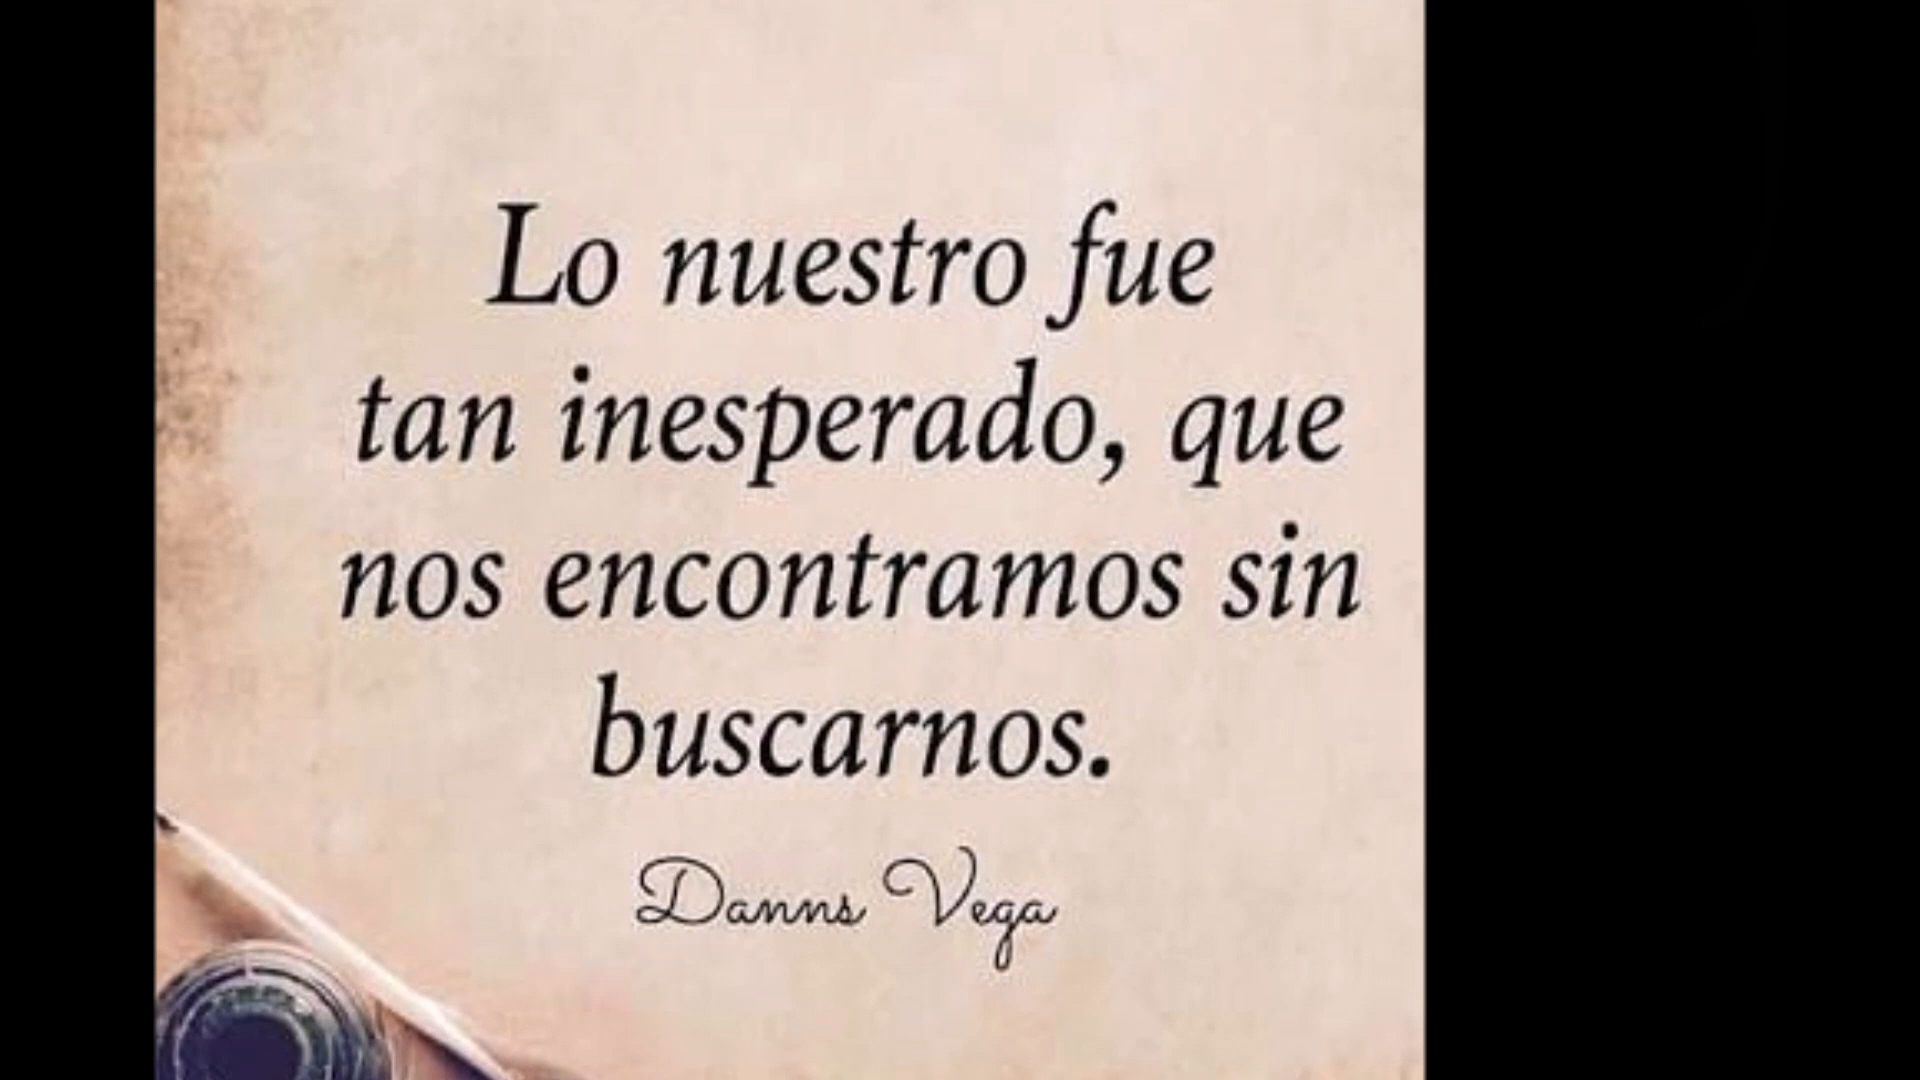 Lo nuestro fue
tan inesperado, que
nos encontramos sin
buscarnos.
Danns Vega